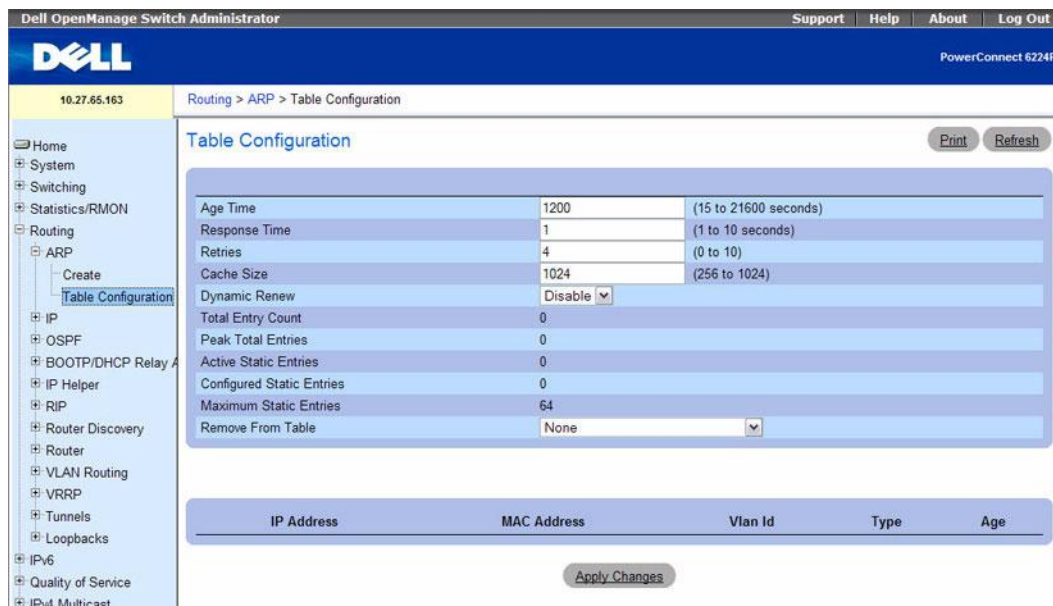 Dell OpenManage Switch Administrator
Support Help About Log Out
DELL
PowerConnect 6224
10.27.65.163
Routing > ARP > Table Configuration
Home
System
Switching
Statistics/RMON
Routing
ARP
Create
Table Configuration
IP
OSPF
BOOTP/DHCP Relay A
IP Helper
RIP
Router Discovery
Router
VLAN Routing
VRRP
Tunnels
Loopbacks
IPv6
Quality of Service
IPv4 Multicast
Table Configuration
Print Refresh
Age Time 1200 (15 to 21600 seconds)
Response Time 1 (1 to 10 seconds)
Retries 4 (0 to 10)
Cache Size 1024 (256 to 1024)
Dynamic Renew Disable
Total Entry Count 0
Peak Total Entries 0
Active Static Entries 0
Configured Static Entries 0
Maximum Static Entries 64
Remove From Table None
IP Address MAC Address Vlan Id Type Age
Apply Changes